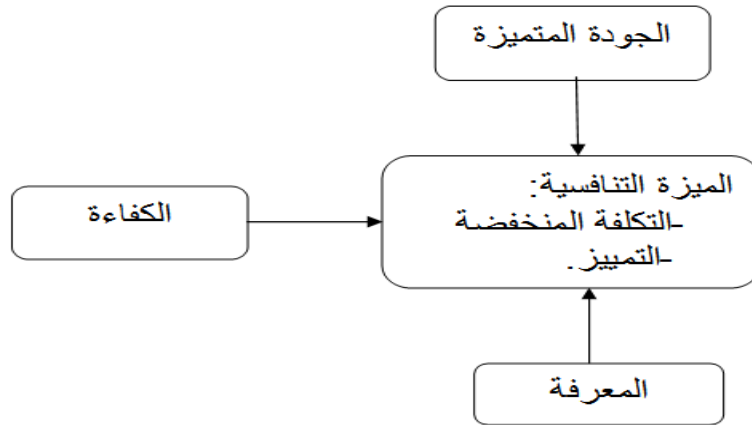 الجودة المتميزة
الميزة التنافسية:
-التكلفة المنخفضة
-التمييز.
الكفاءة
المعرفة